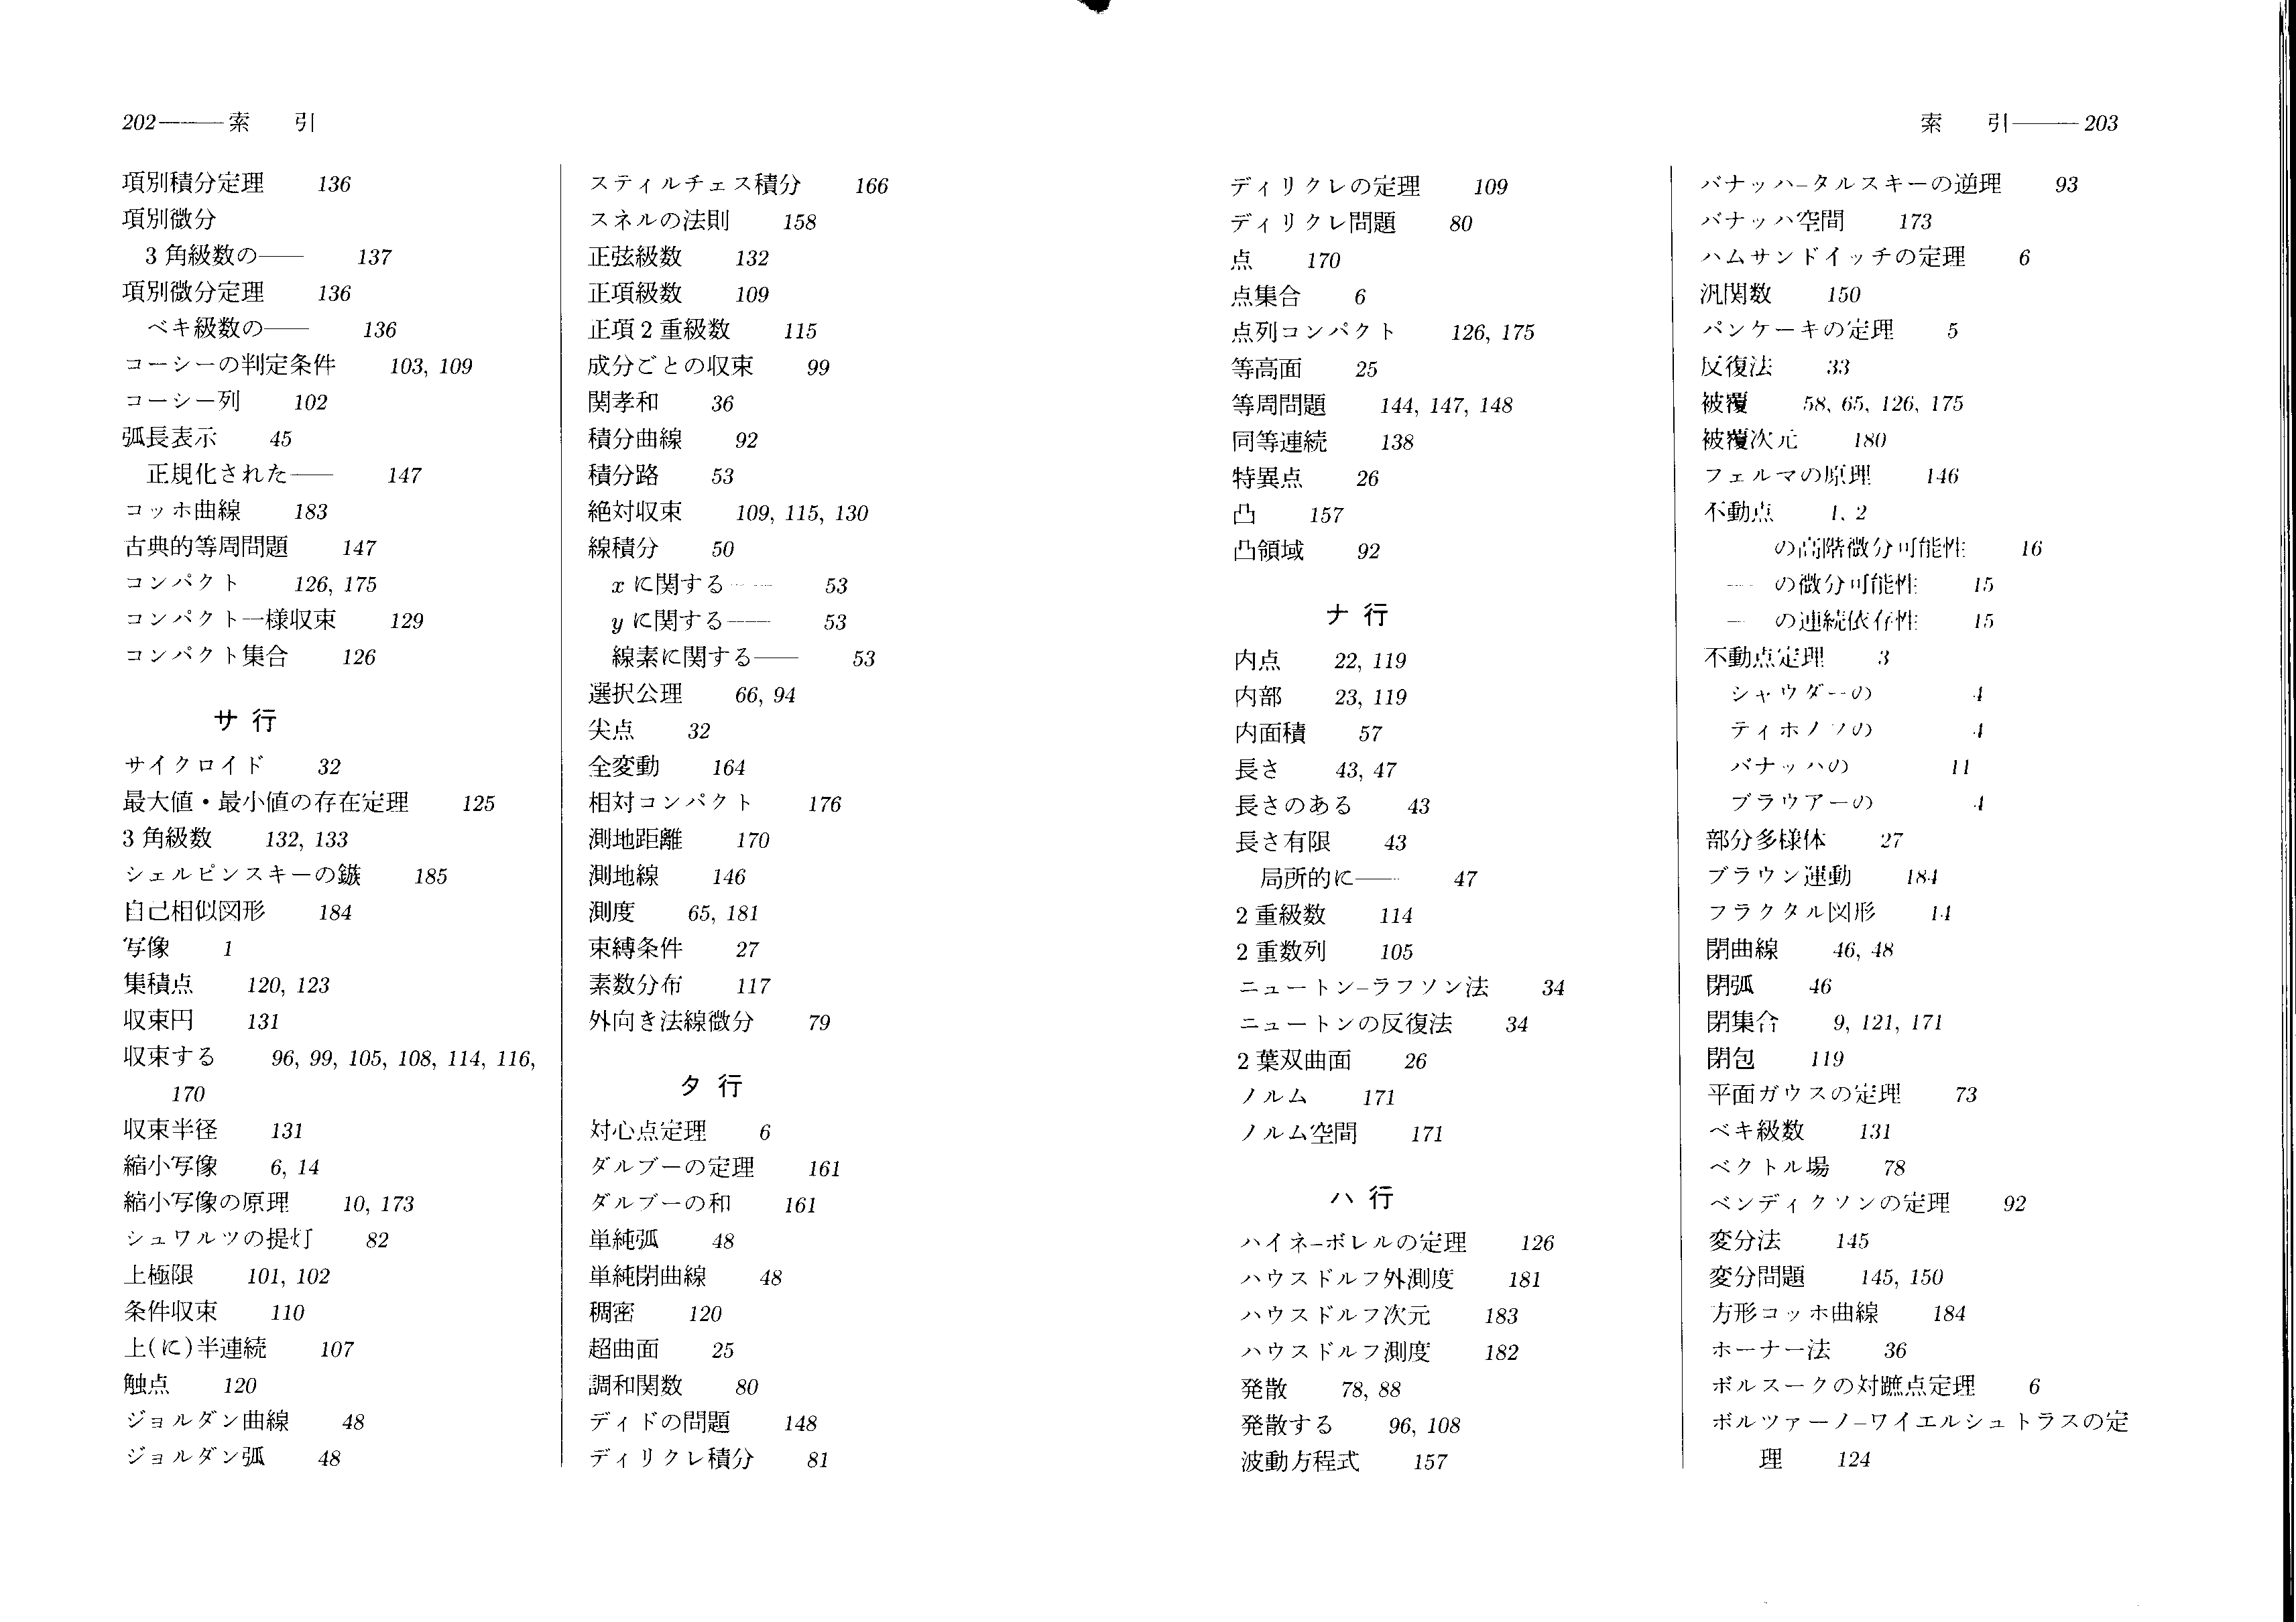 202―――索　引
項別積分定理　136
項別微分
　3 角級数の――　137
項別微分定理　136
　ベキ級数の――　136
コーシーの判定条件　103, 109
コーシー列　102
弧長表示　45
　正規化された――　147
コッホ曲線　183
古典的等周問題　147
コンパクト　126, 175
コンパクト一様収束　129
コンパクト集合　126
サ 行
サイクロイド　32
最大値・最小値の存在定理　125
3 角級数　132, 133
シェルピンスキーの鏃　185
自己相似図形　184
写像　1
集積点　120, 123
収束円　131
収束する　96, 99, 105, 108, 114, 116,
　170
収束半径　131
縮小写像　6, 14
縮小写像の原理　10, 173
シュワルツの提灯　82
上極限　101, 102
条件収束　110
上(に)半連続　107
触点　120
ジョルダン曲線　48
ジョルダン弧　48
スティルチェス積分　166
スネルの法則　158
正弦級数　132
正項級数　109
正項 2 重級数　115
成分ごとの収束　99
関孝和　36
積分曲線　92
積分路　53
絶対収束　109, 115, 130
線積分　50
　x に関する――　53
　y に関する――　53
　線素に関する――　53
選択公理　66, 94
尖点　32
全変動　164
相対コンパクト　176
測地距離　170
測地線　146
測度　65, 181
束縛条件　27
素数分布　117
外向き法線微分　79
タ 行
対心点定理　6
ダルブーの定理　161
ダルブーの和　161
単純弧　48
単純閉曲線　48
稠密　120
超曲面　25
調和関数　80
ディドの問題　148
ディリクレ積分　81
索　引―――203
ディリクレの定理　109
ディリクレ問題　80
点　170
点集合　6
点列コンパクト　126, 175
等高面　25
等周問題　144, 147, 148
同等連続　138
特異点　26
凸　157
凸領域　92
ナ 行
内点　22, 119
内部　23, 119
内面積　57
長さ　43, 47
長さのある　43
長さ有限　43
　局所的に――　47
2 重級数　114
2 重数列　105
ニュートン–ラフソン法　34
ニュートンの反復法　34
2 葉双曲面　26
ノルム　171
ノルム空間　171
ハ 行
ハイネ–ボレルの定理　126
ハウスドルフ外測度　181
ハウスドルフ次元　183
ハウスドルフ測度　182
発散　78, 88
発散する　96, 108
波動方程式　157
バナッハ–タルスキーの逆理　93
バナッハ空間　173
ハムサンドイッチの定理　6
汎関数　150
パンケーキの定理　5
反復法　33
被覆　58, 65, 126, 175
被覆次元　180
フェルマの原理　146
不動点　1, 2
　の高階微分可能性　16
　――の微分可能性　15
　―の連続依存性　15
不動点定理　3
　シャウダーの　4
　ティホノフの　4
　バナッハの　11
　ブラウアーの　4
部分多様体　27
ブラウン運動　184
フラクタル図形　14
閉曲線　46, 48
閉弧　46
閉集合　9, 121, 171
閉包　119
平面ガウスの定理　73
ベキ級数　131
ベクトル場　78
ベンディクソンの定理　92
変分法　145
変分問題　145, 150
方形コッホ曲線　184
ホーナー法　36
ボルスークの対蹠点定理　6
ボルツァーノ–ワイエルシュトラスの定
　理　124